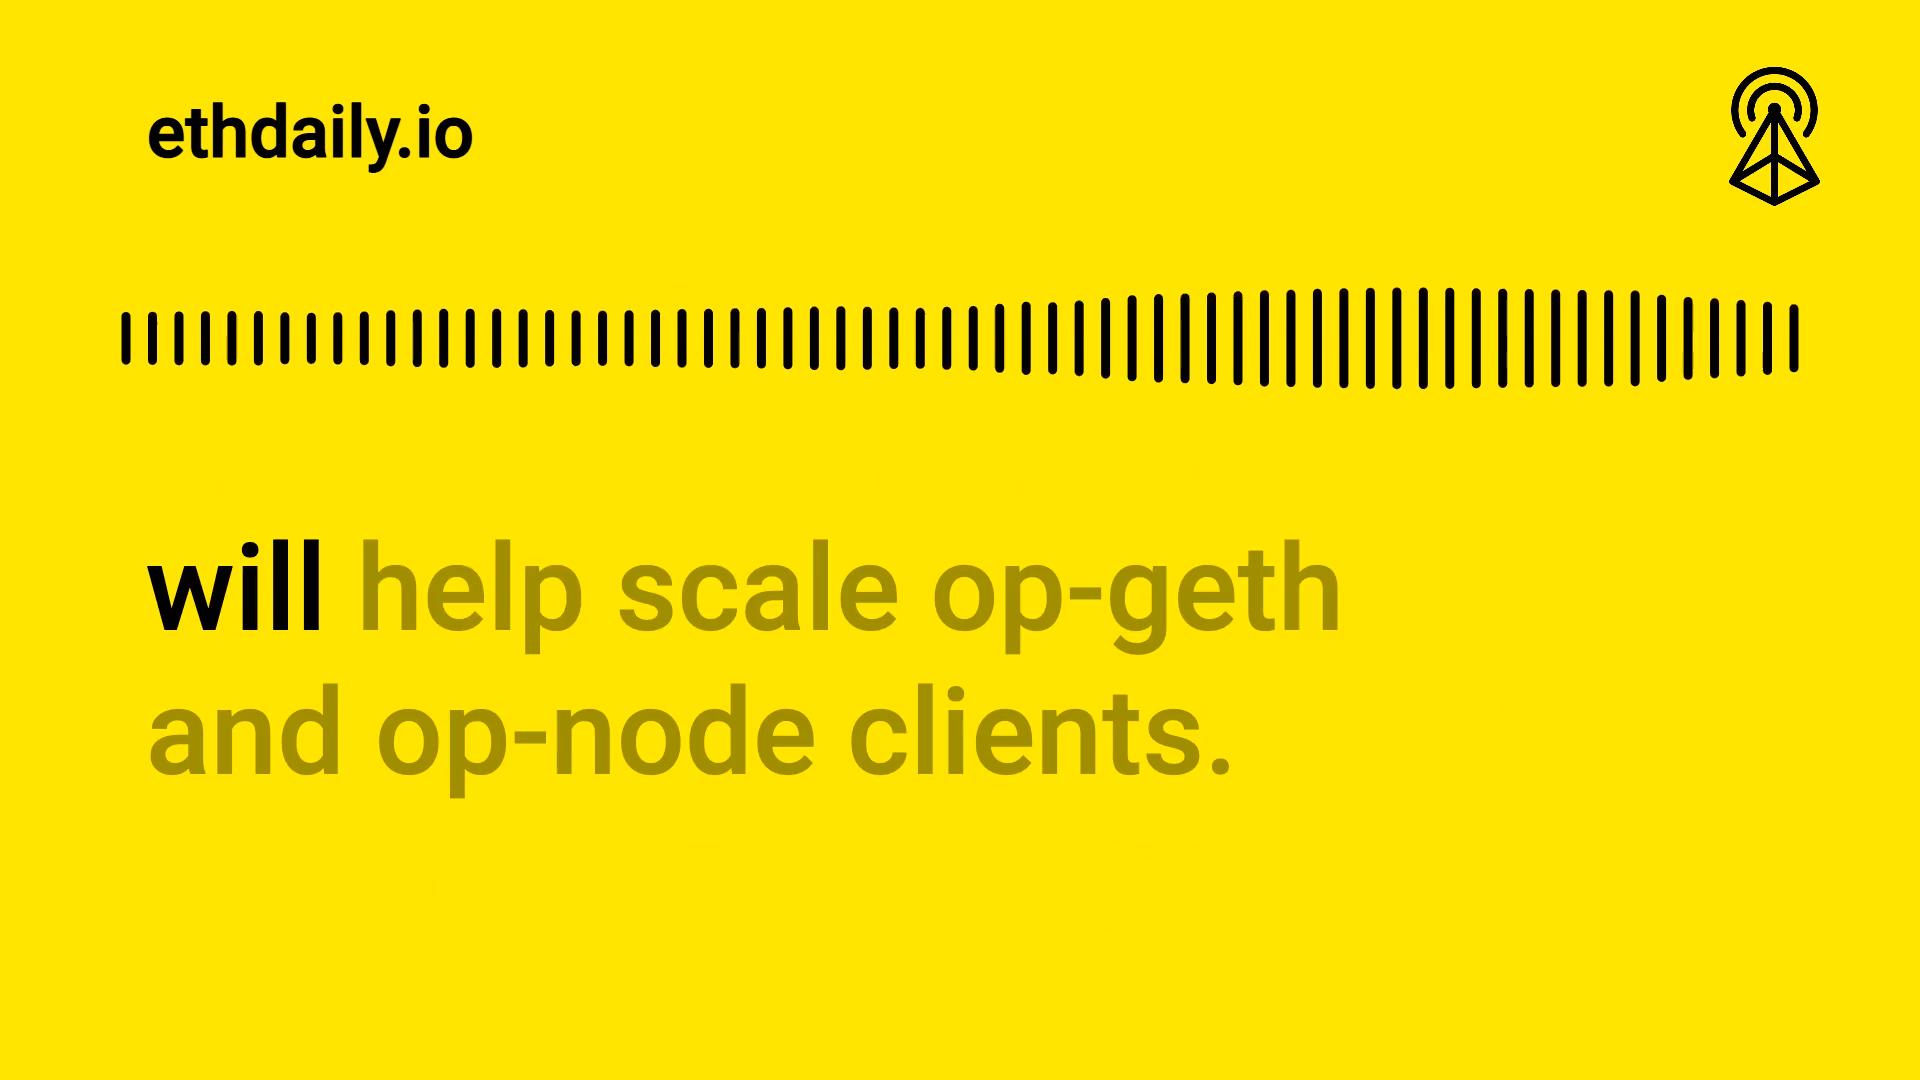 ethdaily.io
will help scale op-geth
and op-node clients.